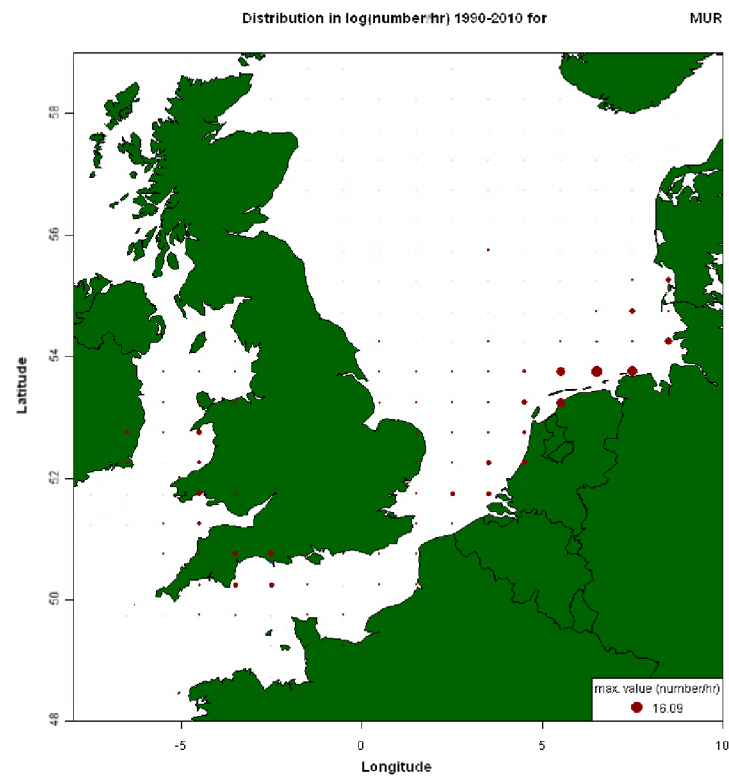 Distribution in log(number/hr) 1990-2010 for MUR
58
56
54
52
50
48
Latitude
-5 0 5 10
Longitude
max. value (number/hr)
16.09